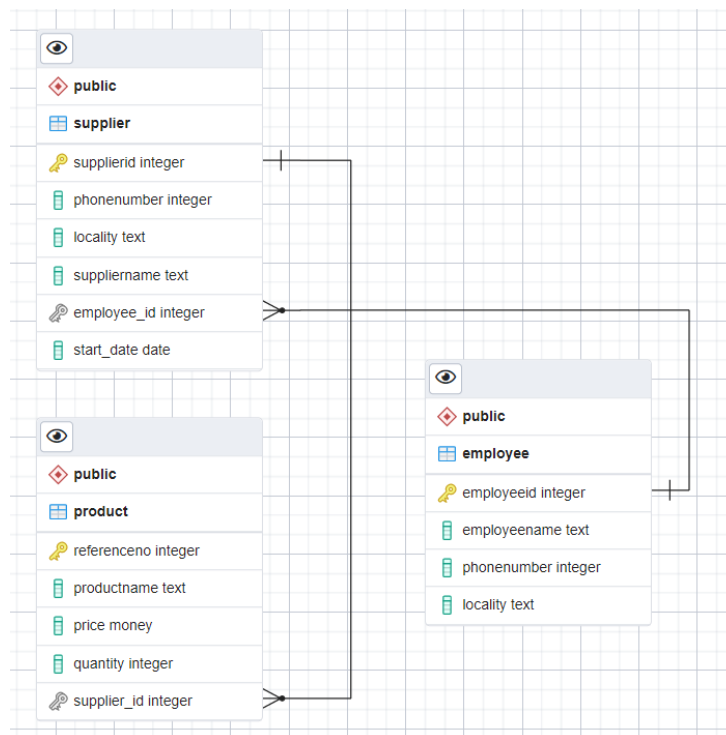 public
supplier
supplierid integer
phonenumber integer
locality text
suppliername text
employee_id integer
start_date date
public
product
referenceno integer
productname text
price money
quantity integer
supplier_id integer
public
employee
employeeid integer
employeename text
phonenumber integer
locality text